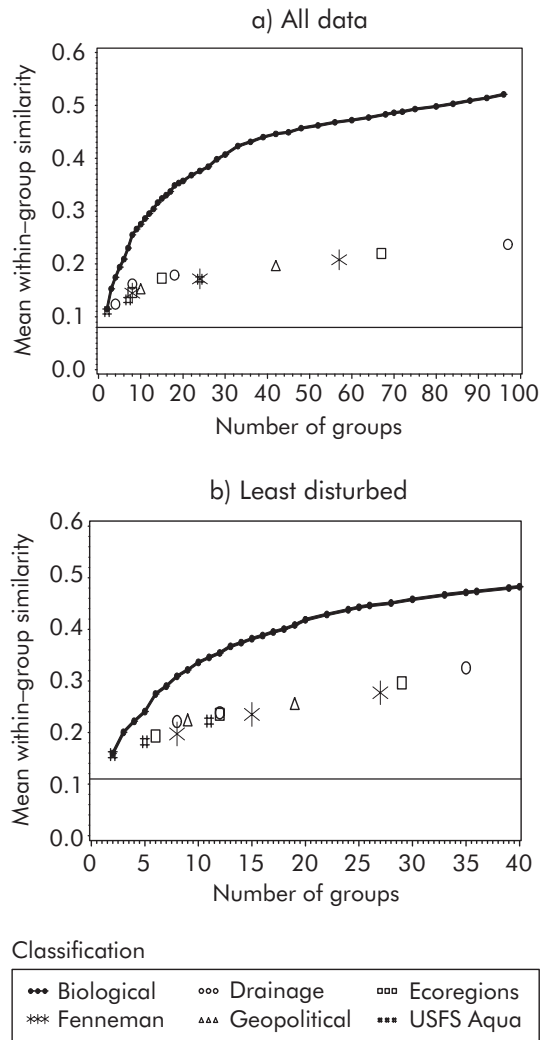 a) All data
Mean within-group similarity
0.6
0.5
0.4
0.3
0.2
0.1
0.0
0 10 20 30 40 50 60 70 80 90 100
Number of groups
b) Least disturbed
Mean within-group similarity
0.6
0.5
0.4
0.3
0.2
0.1
0.0
0 5 10 15 20 25 30 35 40
Number of groups
Classification
Biological Drainage Ecoregions
Fenneman Geopolitical USFS Aqua